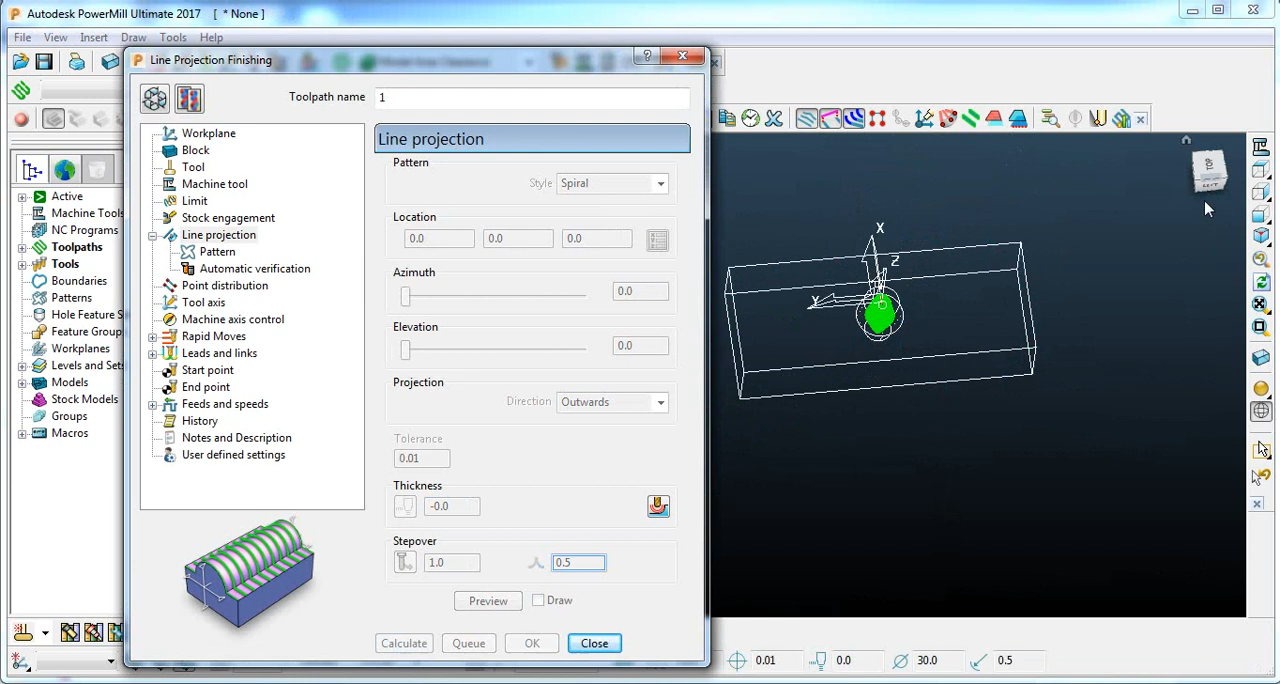 Autodesk PowerMill Ultimate 2017 [ * None ]
File View Insert Draw Tools Help
Line Projection Finishing
Toolpath name 1
Workplane
Block
Tool
Machine tool
Limit
Stock engagement
Line projection
Pattern
Automatic verification
Point distribution
Tool axis
Machine axis control
Rapid Moves
Leads and links
Start point
End point
Feeds and speeds
History
Notes and Description
User defined settings
Line projection
Pattern
Style Spiral
Location
0.0 0.0 0.0
Azimuth
0.0
Elevation
0.0
Projection
Direction Outwards
Tolerance
0.01
Thickness
-0.0
Stepover
1.0 0.5
Preview Draw
Calculate Queue OK Close
Active
Machine Tools
NC Programs
Toolpaths
Tools
Boundaries
Patterns
Hole Feature S
Feature Groups
Workplanes
Levels and Sets
Models
Stock Models
Groups
Macros
X
Z
Y
TOP
LEFT
0.01 0.0 30.0 0.5